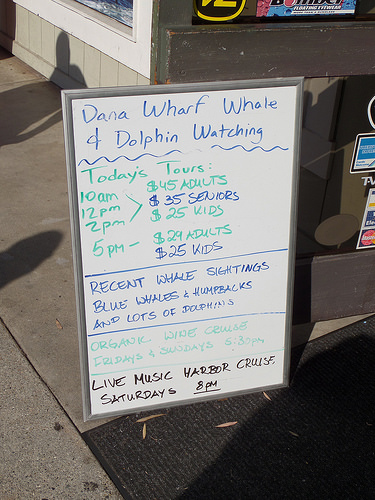 Dana Wharf Whale
& Dolphin Watching
Today's Tours:
10am
12pm
2pm
$45 ADULTS
$35 SENIORS
$25 KIDS
5pm - $29 ADULTS
$25 KIDS
RECENT WHALE SIGHTINGS
BLUE WHALES & HUMPBACKS
AND LOTS OF DOLPHINS
ORGANIC WINE CRUISE
FRIDAYS & SUNDAYS 5:30pm
LIVE MUSIC HARBOR CRUISE
SATURDAYS 8pm
FLOATING EYEWEAR